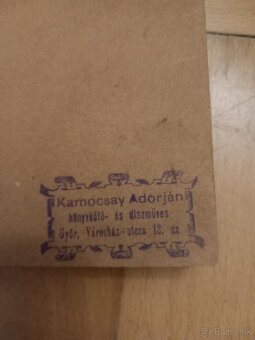 Kamocsay Adorján
könyvkötő- és díszműves
Győr, Városház-utcza 12. sz